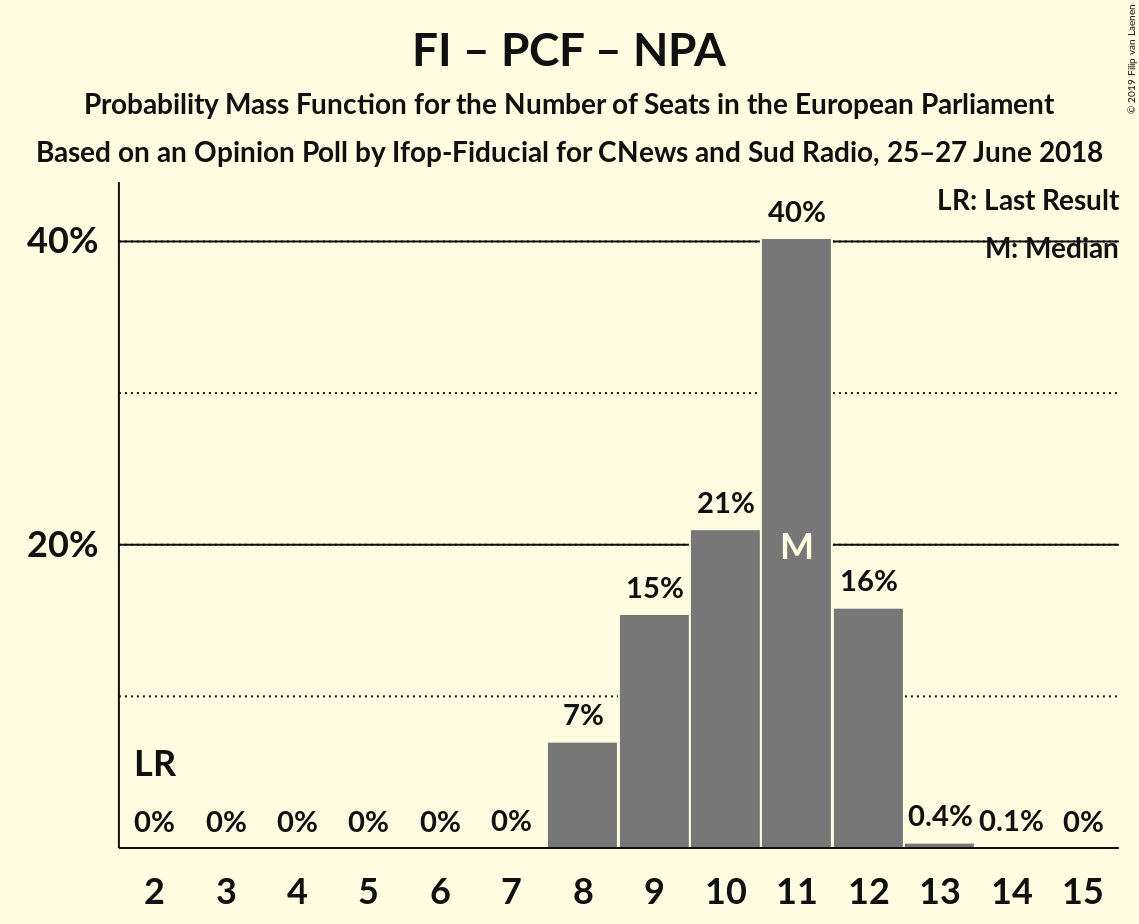 FI – PCF – NPA
Probability Mass Function for the Number of Seats in the European Parliament
Based on an Opinion Poll by Ifop-Fiducial for CNews and Sud Radio, 25–27 June 2018
© 2019 Filip van Laenen
LR: Last Result
M: Median
40%
20%
40%
21%
M
16%
15%
7%
LR
0% 0% 0% 0% 0% 0% 0.4% 0.1% 0%
2 3 4 5 6 7 8 9 10 11 12 13 14 15